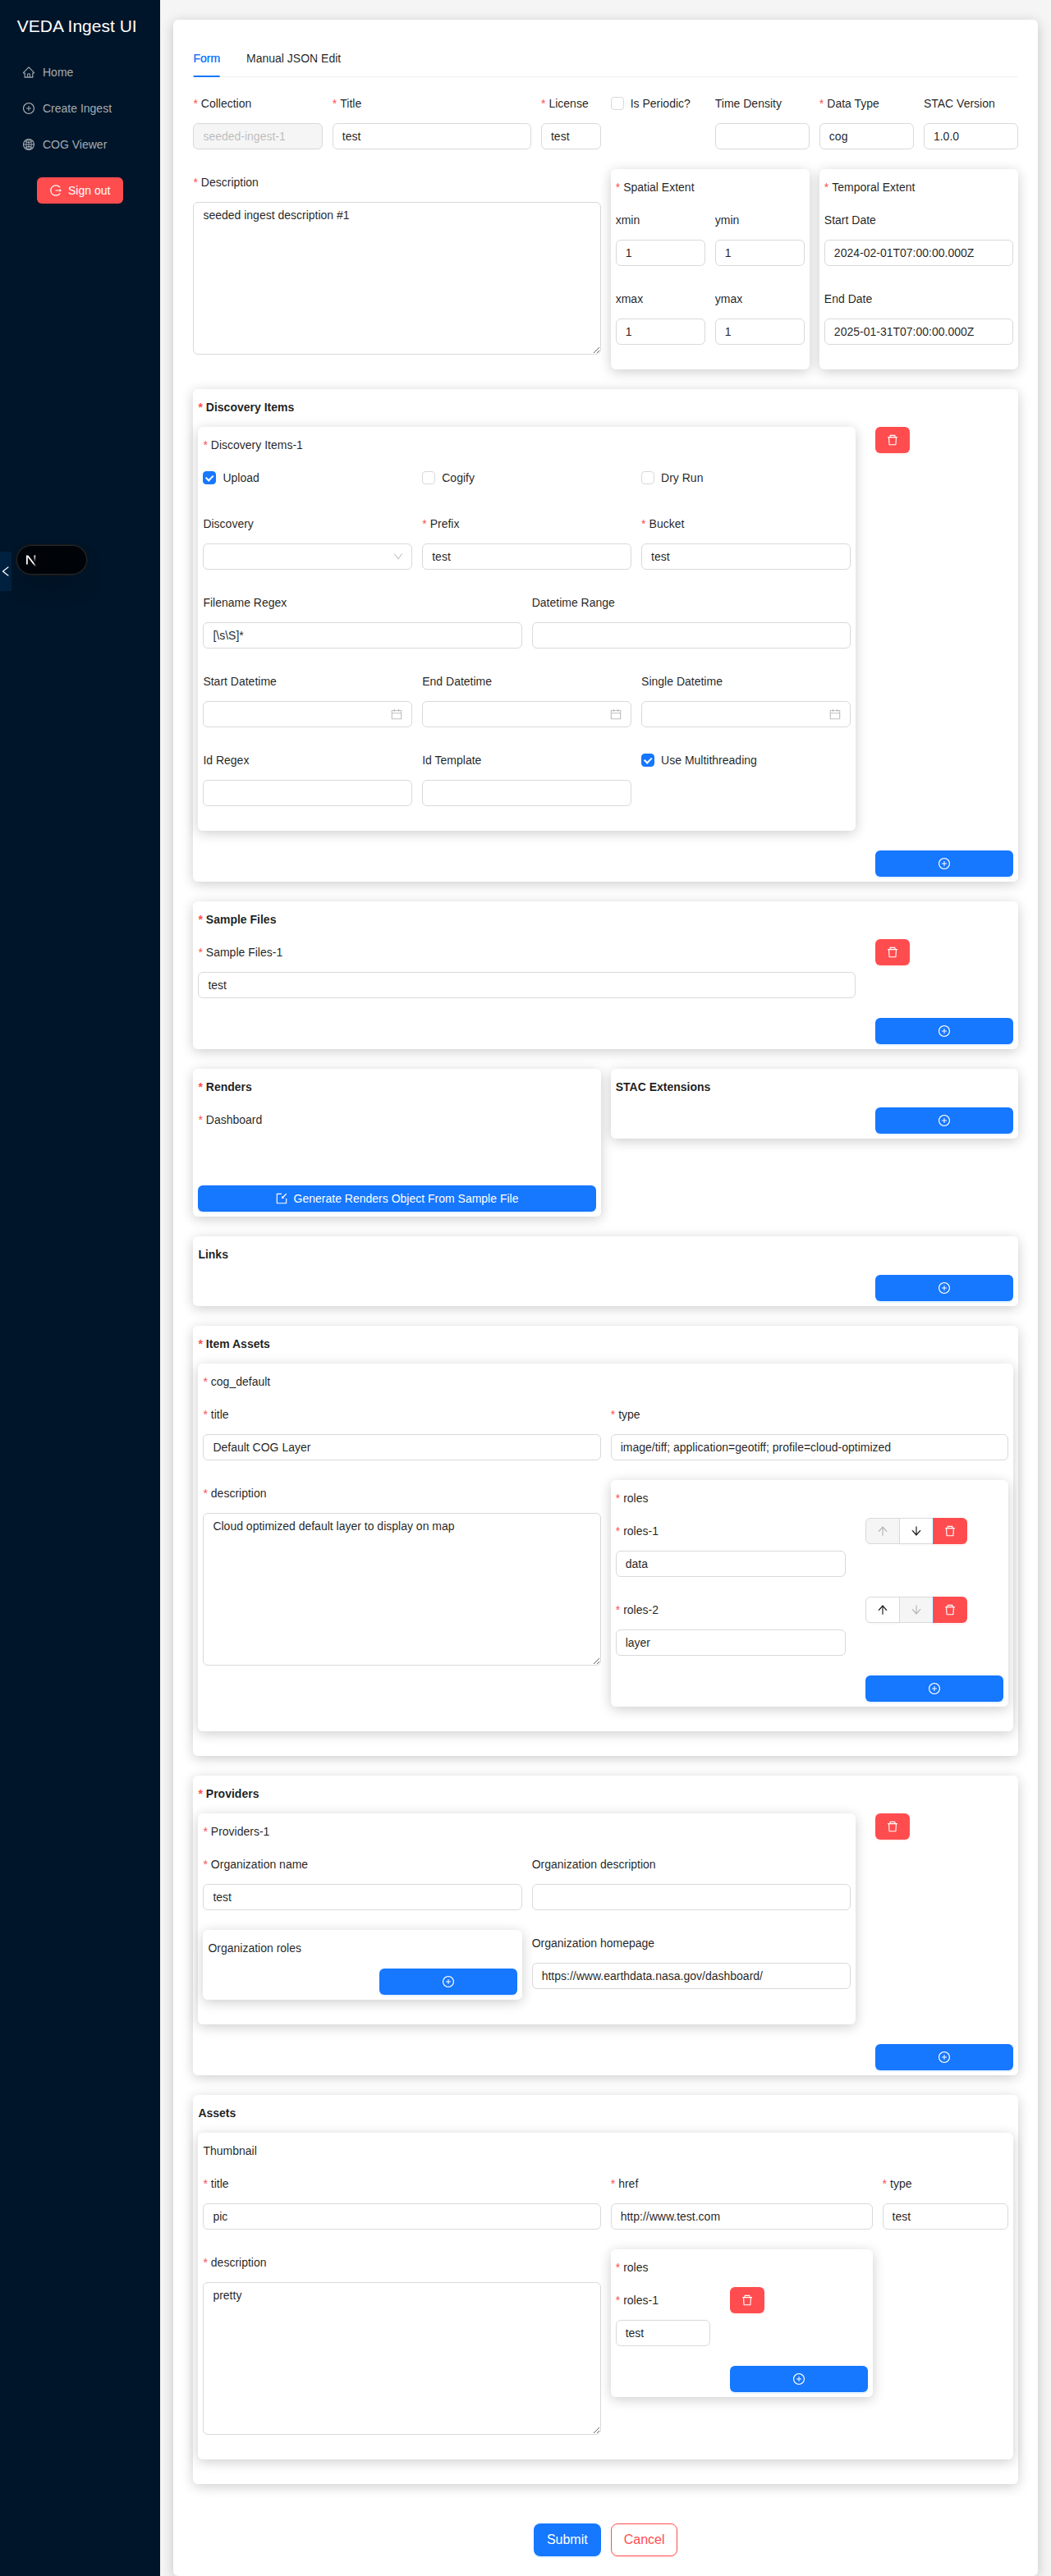 VEDA Ingest UI
Home
Create Ingest
COG Viewer
Sign out
Form Manual JSON Edit
* Collection * Title * License Is Periodic? Time Density * Data Type STAC Version
seeded-ingest-1 test test cog 1.0.0
* Description
seeded ingest description #1
* Spatial Extent
xmin ymin
1 1
xmax ymax
1 1
* Temporal Extent
Start Date
2024-02-01T07:00:00.000Z
End Date
2025-01-31T07:00:00.000Z
* Discovery Items
* Discovery Items-1
Upload Cogify Dry Run
Discovery * Prefix * Bucket
test test
Filename Regex Datetime Range
[\s\S]*
Start Datetime End Datetime Single Datetime
Id Regex Id Template Use Multithreading
* Sample Files
* Sample Files-1
test
* Renders
* Dashboard
Generate Renders Object From Sample File
STAC Extensions
Links
* Item Assets
* cog_default
* title * type
Default COG Layer image/tiff; application=geotiff; profile=cloud-optimized
* description
Cloud optimized default layer to display on map
* roles
* roles-1
data
* roles-2
layer
* Providers
* Providers-1
* Organization name Organization description
test
Organization roles Organization homepage
https://www.earthdata.nasa.gov/dashboard/
Assets
Thumbnail
* title * href * type
pic http://www.test.com test
* description
pretty
* roles
* roles-1
test
Submit Cancel